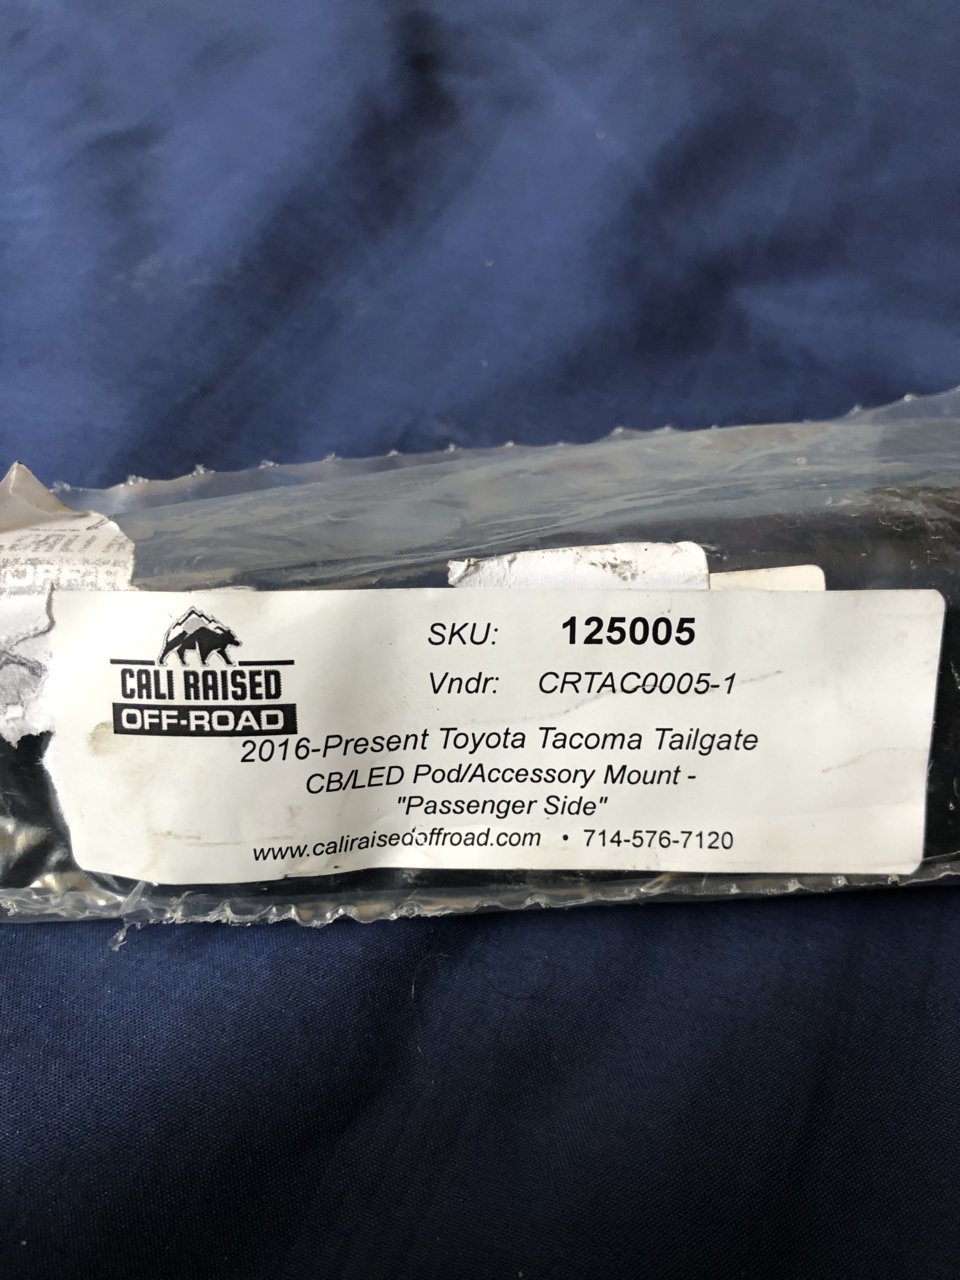 CALI RAISED
OFF-ROAD
SKU: 125005
Vndr: CRTAC0005-1
2016-Present Toyota Tacoma Tailgate
CB/LED Pod/Accessory Mount -
"Passenger Side"
www.caliraisedoffroad.com • 714-576-7120